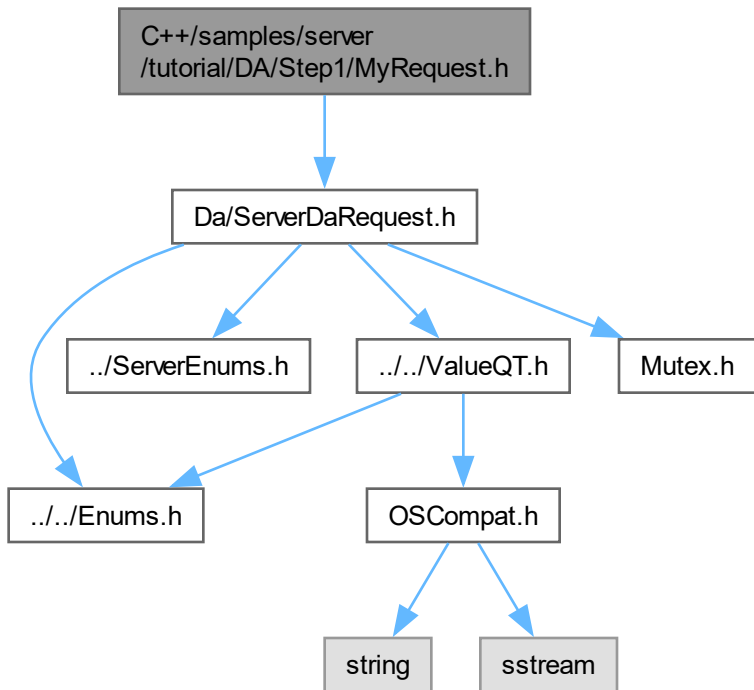 C++/samples/server
/tutorial/DA/Step1/MyRequest.h
Da/ServerDaRequest.h
../ServerEnums.h
../../ValueQT.h
Mutex.h
../../Enums.h
OSCompat.h
string
sstream